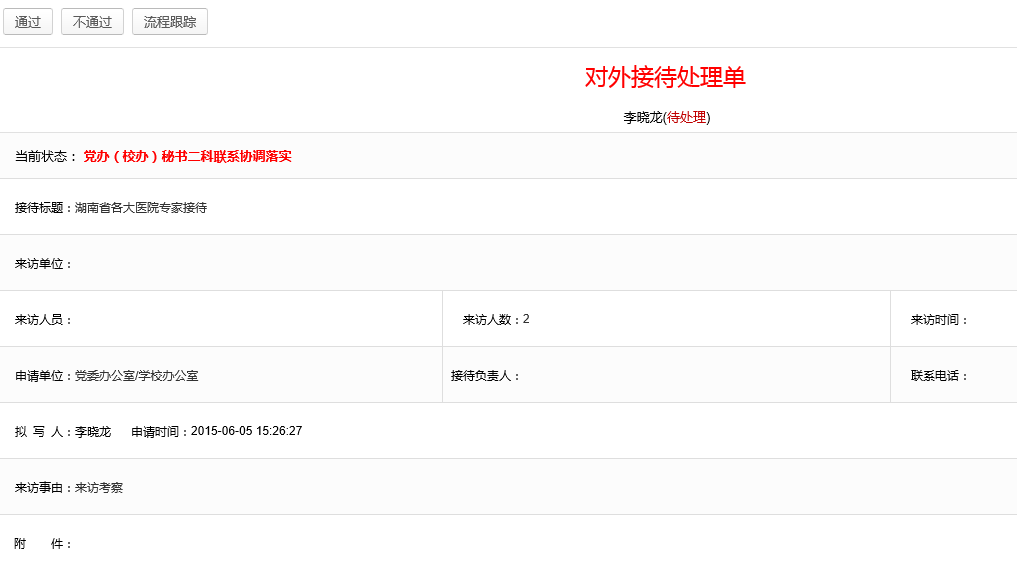 通过 不通过 流程跟踪
对外接待处理单
李晓龙(待处理)
当前状态： 党办（校办）秘书二科联系协调落实
接待标题：湖南省各大医院专家接待
来访单位：
来访人员： 来访人数：2 来访时间：
申请单位：党委办公室/学校办公室 接待负责人： 联系电话：
拟 写 人：李晓龙 申请时间：2015-06-05 15:26:27
来访事由：来访考察
附 件：